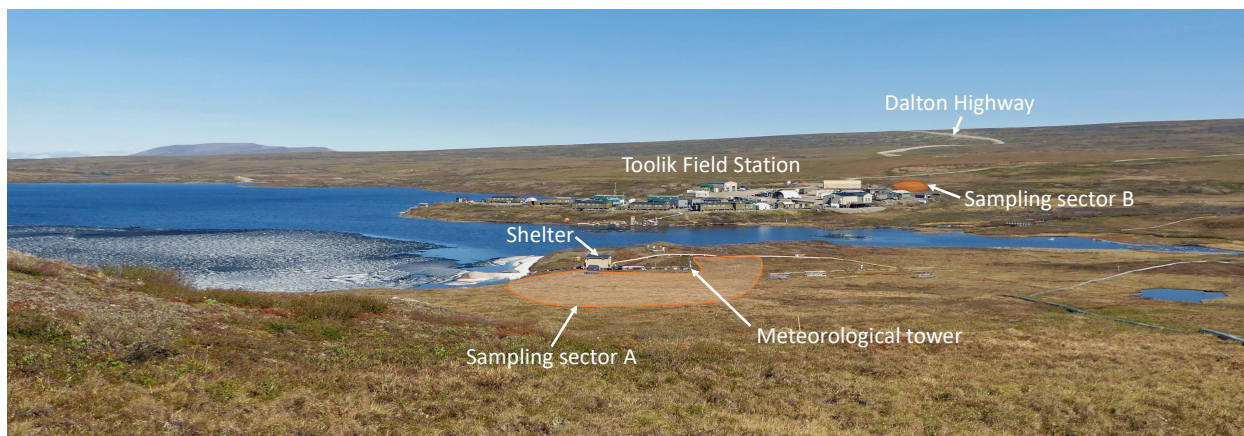 Dalton Highway
Toolik Field Station
Sampling sector B
Shelter
Meteorological tower
Sampling sector A